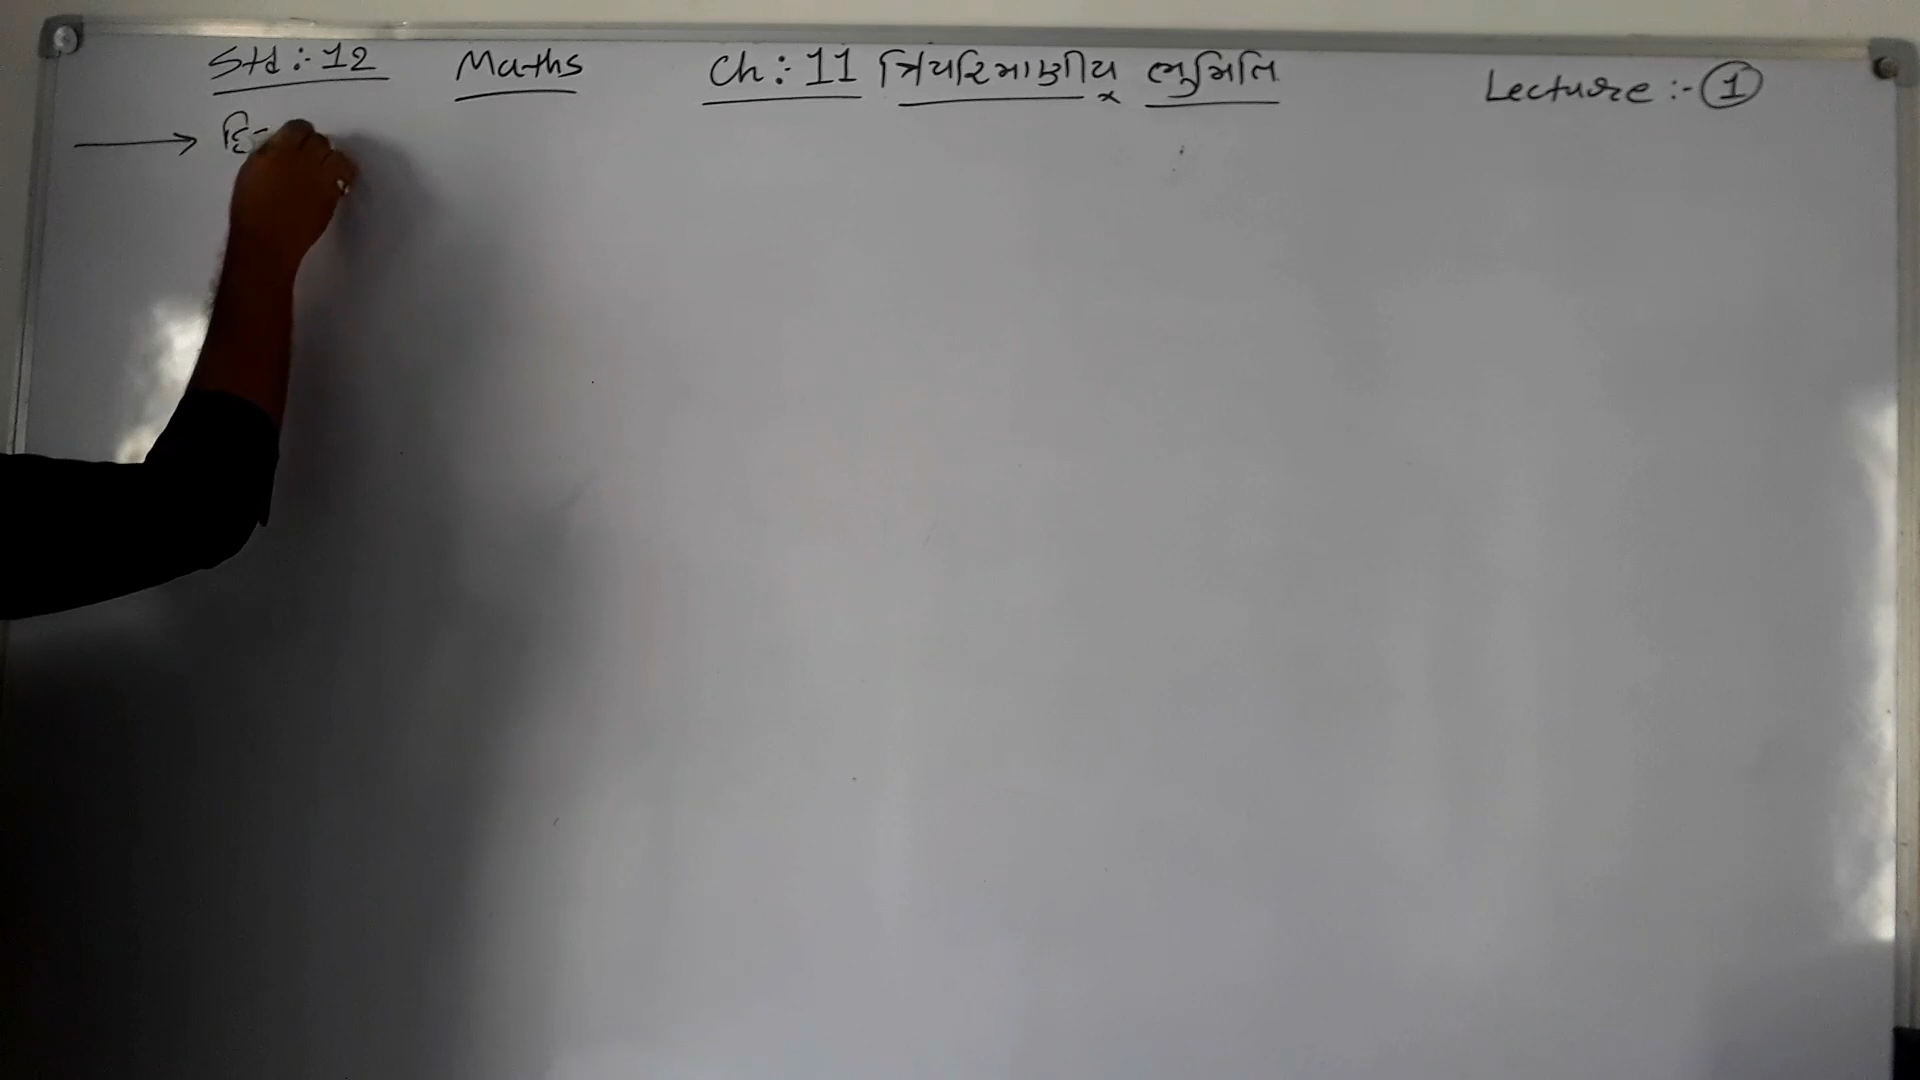 Std :- 12 Maths Ch : 11 ત્રિપરિમાણીય ભુમિતિ Lecture :- 1